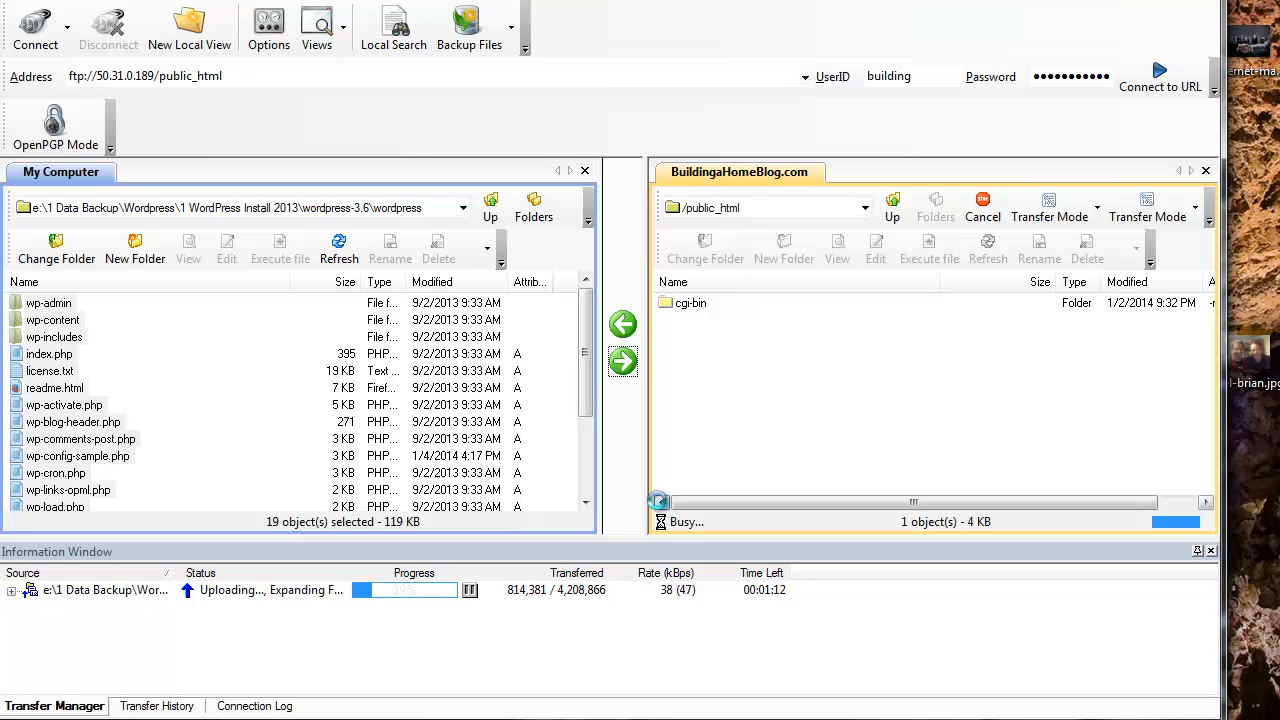 Connect Disconnect New Local View Options Views Local Search Backup Files
Address ftp://50.31.0.189/public_html UserID building Password ●●●●●●●●●●● Connect to URL
OpenPGP Mode
My Computer
e:\1 Data Backup\Wordpress\1 WordPress Install 2013\wordpress-3.6\wordpress Up Folders
Change Folder New Folder View Edit Execute file Refresh Rename Delete
Name Size Type Modified Attrib...
wp-admin File f... 9/2/2013 9:33 AM
wp-content File f... 9/2/2013 9:33 AM
wp-includes File f... 9/2/2013 9:33 AM
index.php 395 PHP... 9/2/2013 9:33 AM A
license.txt 19 KB Text ... 9/2/2013 9:33 AM A
readme.html 7 KB Firef... 9/2/2013 9:33 AM A
wp-activate.php 5 KB PHP... 9/2/2013 9:33 AM A
wp-blog-header.php 271 PHP... 9/2/2013 9:33 AM A
wp-comments-post.php 3 KB PHP... 9/2/2013 9:33 AM A
wp-config-sample.php 3 KB PHP... 1/4/2014 4:17 PM A
wp-cron.php 3 KB PHP... 9/2/2013 9:33 AM A
wp-links-opml.php 2 KB PHP... 9/2/2013 9:33 AM A
wp-load.php 3 KB PHP... 9/2/2013 9:33 AM A
19 object(s) selected - 119 KB
BuildingaHomeBlog.com
/public_html Up Folders Cancel Transfer Mode Transfer Mode
Change Folder New Folder View Edit Execute file Refresh Rename Delete
Name Size Type Modified A
cgi-bin Folder 1/2/2014 9:32 PM -r
Busy... 1 object(s) - 4 KB
Information Window
Source Status Progress Transferred Rate (kBps) Time Left
e:\1 Data Backup\Wor... Uploading..., Expanding F... 19% 814,381 / 4,208,866 38 (47) 00:01:12
Transfer Manager Transfer History Connection Log
ernet-ma...
l-brian.jpg